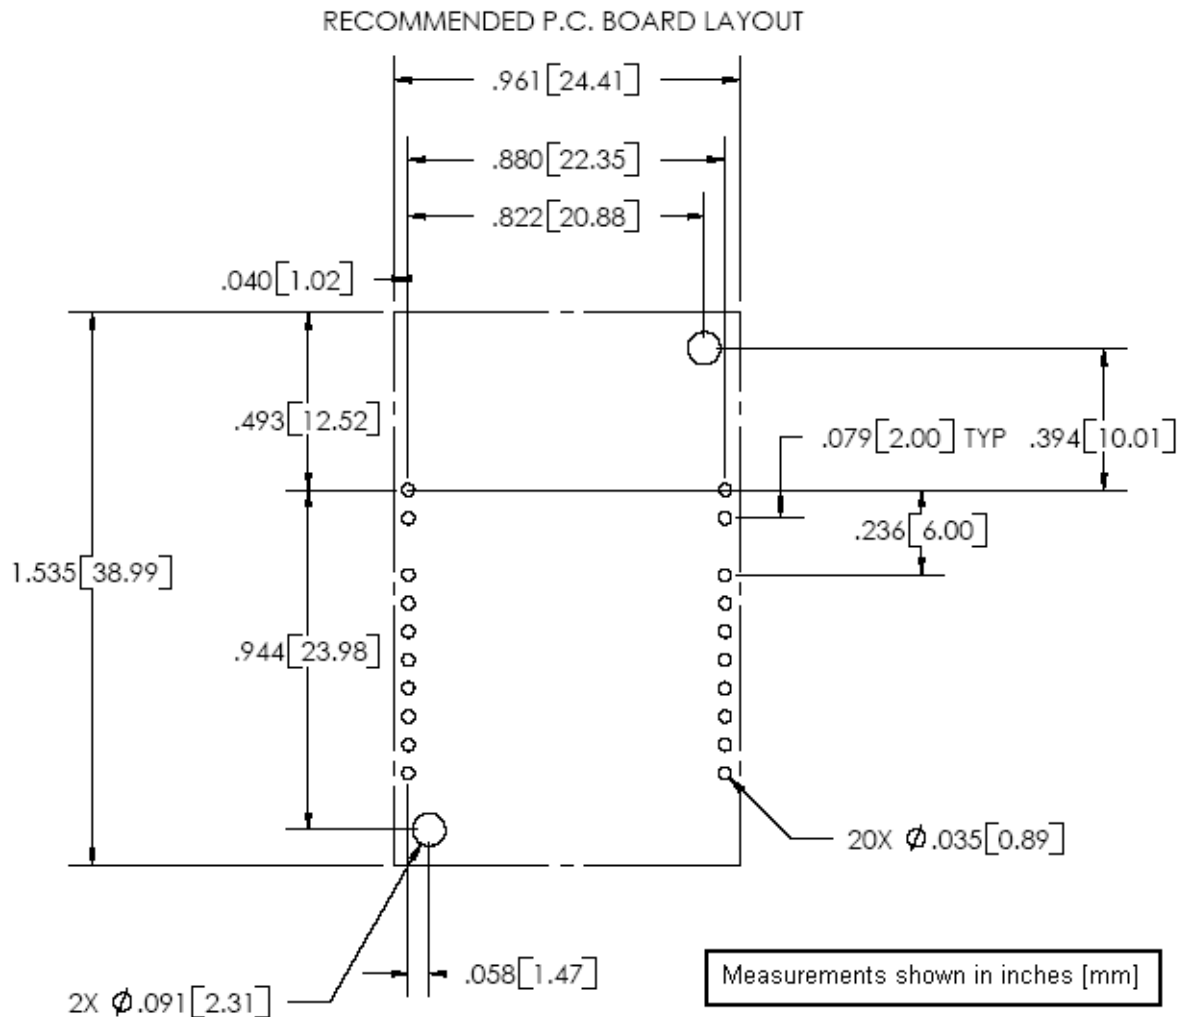 RECOMMENDED P.C. BOARD LAYOUT
.961[24.41]
.880[22.35]
.822[20.88]
.040[1.02]
.493[12.52]
.079[2.00] TYP
.394[10.01]
.236[6.00]
1.535[38.99]
.944[23.98]
20X Ø.035[0.89]
.058[1.47]
Measurements shown in inches [mm]
2X Ø.091[2.31]